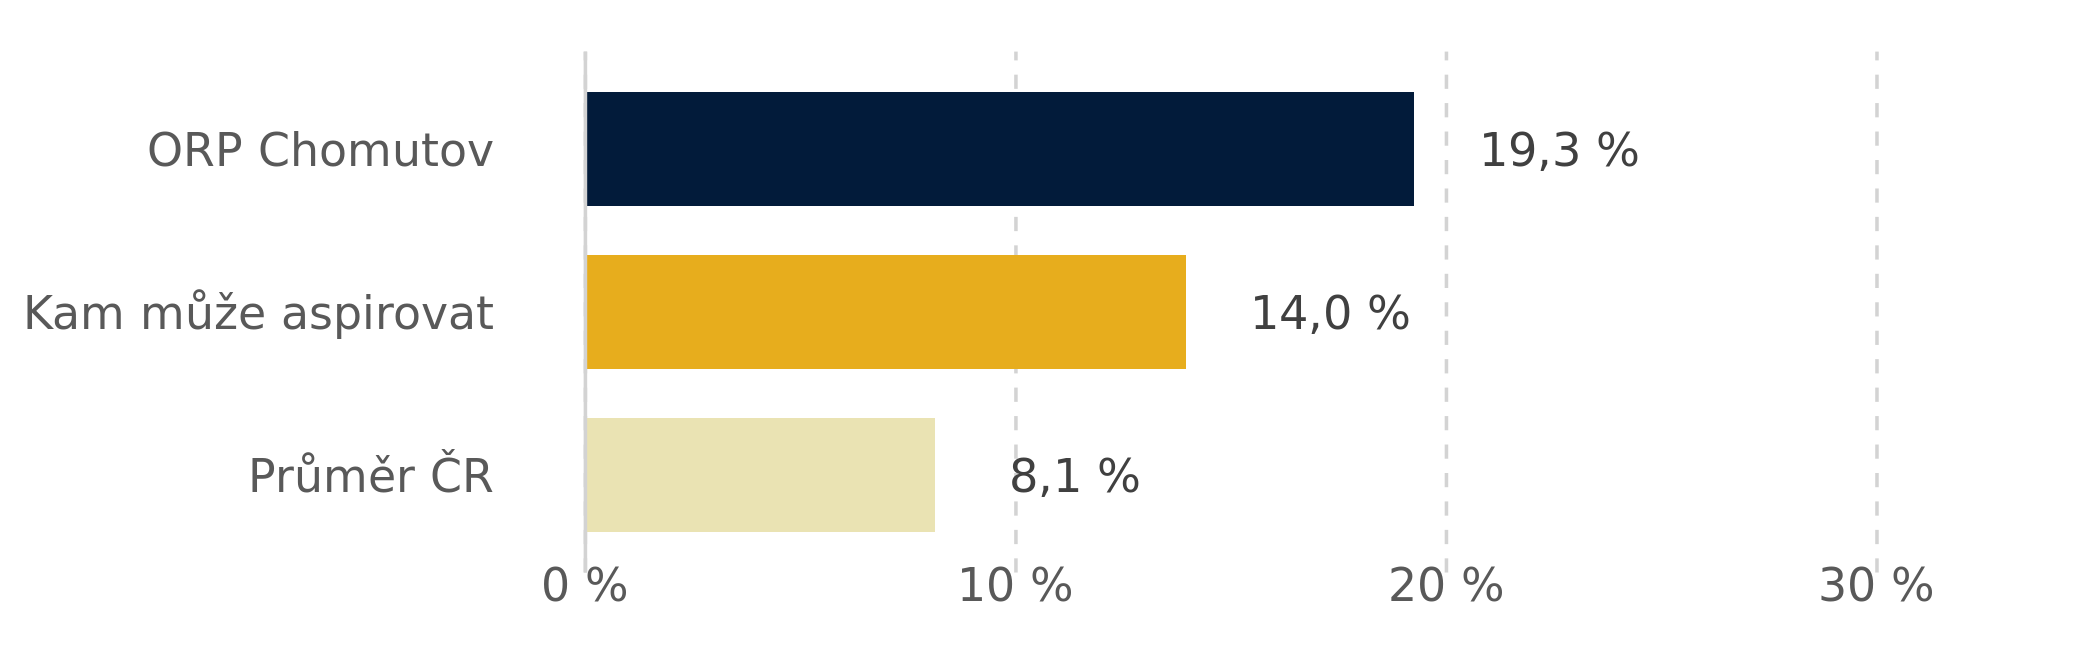 ORP Chomutov 19,3 %
Kam může aspirovat 14,0 %
Průměr ČR 8,1 %
0 % 10 % 20 % 30 %